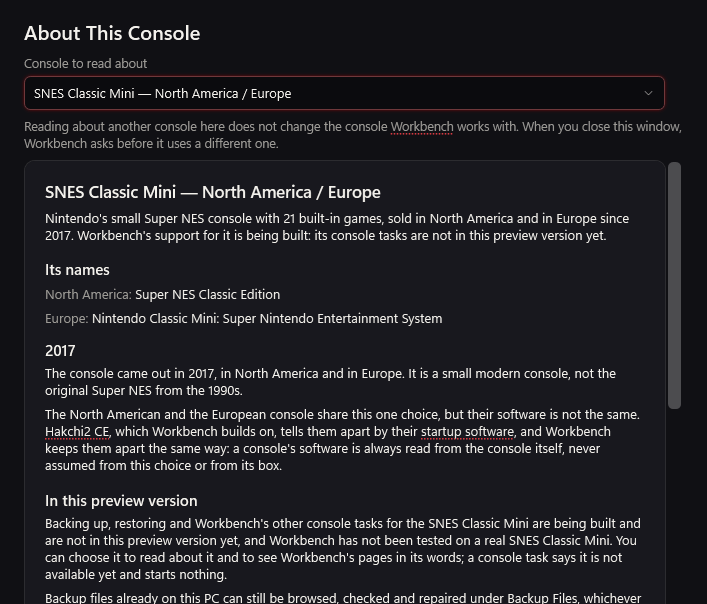 About This Console
Console to read about
SNES Classic Mini — North America / Europe
Reading about another console here does not change the console Workbench works with. When you close this window,
Workbench asks before it uses a different one.
SNES Classic Mini — North America / Europe
Nintendo's small Super NES console with 21 built-in games, sold in North America and in Europe since
2017. Workbench's support for it is being built: its console tasks are not in this preview version yet.
Its names
North America: Super NES Classic Edition
Europe: Nintendo Classic Mini: Super Nintendo Entertainment System
2017
The console came out in 2017, in North America and in Europe. It is a small modern console, not the
original Super NES from the 1990s.
The North American and the European console share this one choice, but their software is not the same.
Hakchi2 CE, which Workbench builds on, tells them apart by their startup software, and Workbench
keeps them apart the same way: a console's software is always read from the console itself, never
assumed from this choice or from its box.
In this preview version
Backing up, restoring and Workbench's other console tasks for the SNES Classic Mini are being built and
are not in this preview version yet, and Workbench has not been tested on a real SNES Classic Mini. You
can choose it to read about it and to see Workbench's pages in its words; a console task says it is not
available yet and starts nothing.
Backup files already on this PC can still be browsed, checked and repaired under Backup Files, whichever